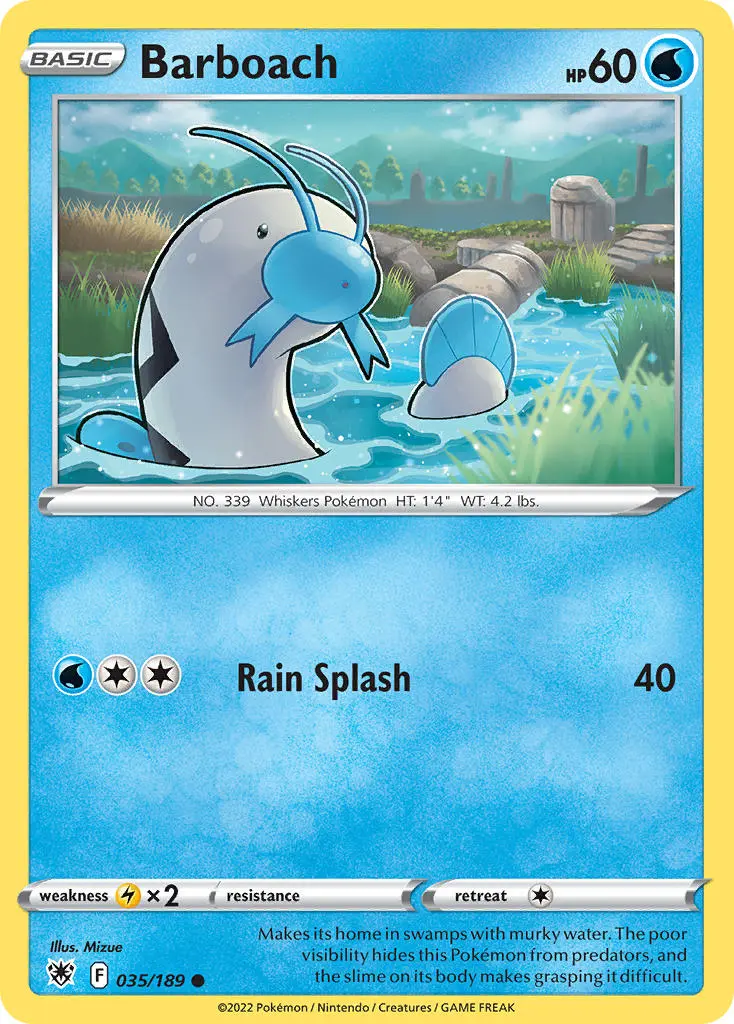 BASIC Barboach HP60
NO. 339 Whiskers Pokémon HT: 1'4" WT: 4.2 lbs.
Rain Splash 40
weakness ×2 resistance retreat
Illus. Mizue
Makes its home in swamps with murky water. The poor
visibility hides this Pokémon from predators, and
the slime on its body makes grasping it difficult.
F 035/189
©2022 Pokémon / Nintendo / Creatures / GAME FREAK